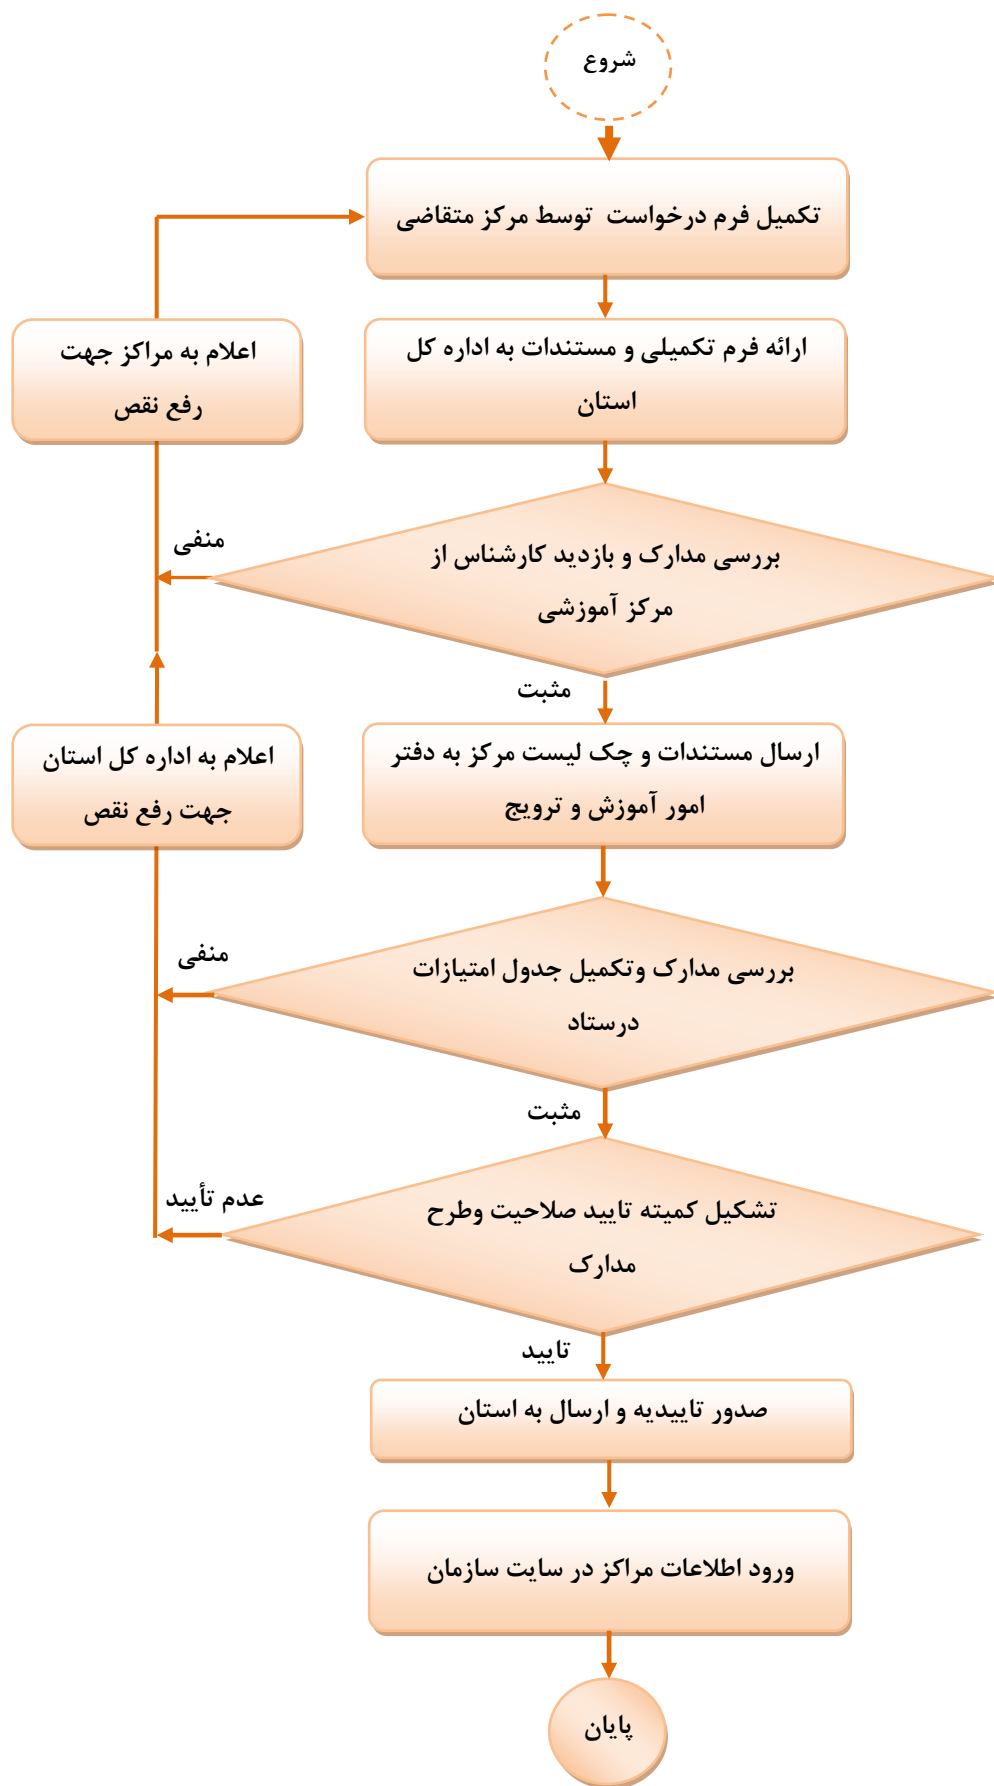 شروع
تکمیل فرم درخواست توسط مرکز متقاضی
ارائه فرم تکمیلی و مستندات به اداره کل
استان
اعلام به مراکز جهت
رفع نقص
منفی
بررسی مدارک و بازدید کارشناس از
مرکز آموزشی
مثبت
ارسال مستندات و چک لیست مرکز به دفتر
امور آموزش و ترویج
اعلام به اداره کل استان
جهت رفع نقص
منفی
بررسی مدارک وتکمیل جدول امتیازات
درستاد
مثبت
عدم تأیید
تشکیل کمیته تایید صلاحیت وطرح
مدارک
تایید
صدور تاییدیه و ارسال به استان
ورود اطلاعات مراکز در سایت سازمان
پایان